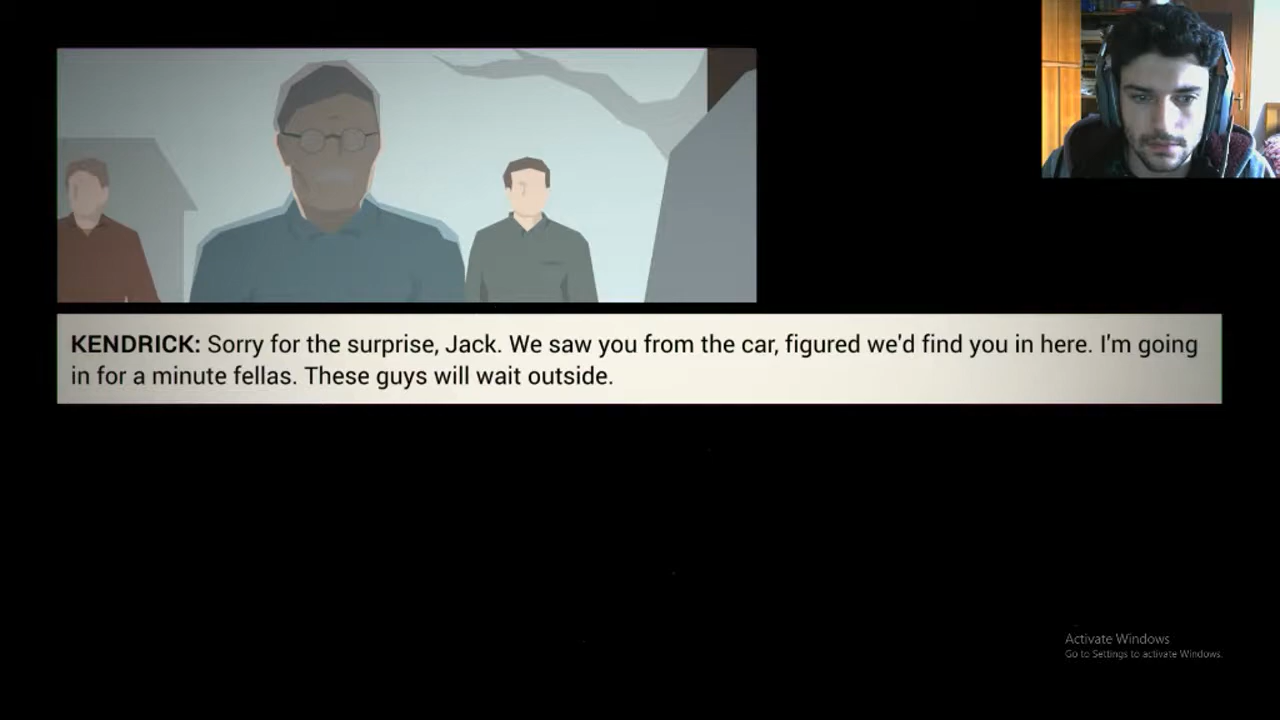 KENDRICK: Sorry for the surprise, Jack. We saw you from the car, figured we'd find you in here. I'm going
in for a minute fellas. These guys will wait outside.
Activate Windows
Go to Settings to activate Windows.